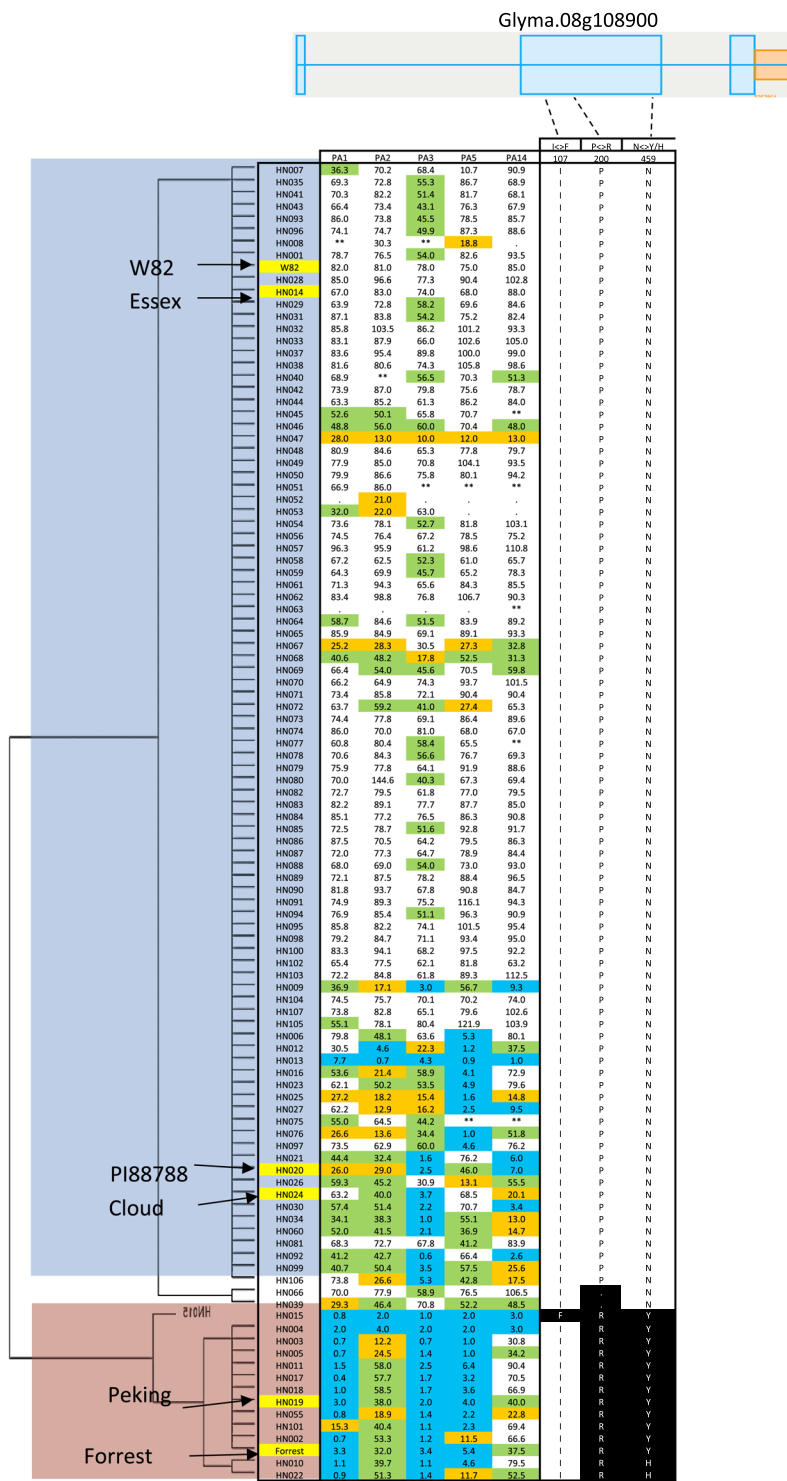 Glyma.08g108900
I<>F P<>R N<>Y/H
PA1 PA2 PA3 PA5 PA14 107 200 459
HN007 36.3 70.2 68.4 10.7 90.9 I P N
HN035 69.3 72.8 55.3 86.7 68.9 I P N
HN041 70.3 82.2 51.4 81.7 68.1 I P N
HN043 66.4 73.4 43.1 76.3 67.9 I P N
HN093 86.0 73.8 45.5 78.5 85.7 I P N
HN096 74.1 74.7 49.9 87.3 88.6 I P N
HN008 ** 30.3 ** 18.8 . I P N
HN001 78.7 76.5 54.0 82.6 93.5 I P N
W82 W82 82.0 81.0 78.0 75.0 85.0 I P N
HN028 85.0 96.6 77.3 90.4 102.8 I P N
Essex HN014 67.0 83.0 74.0 68.0 88.0 I P N
HN029 63.9 72.8 58.2 69.6 84.6 I P N
HN031 87.1 83.8 54.2 75.2 82.4 I P N
HN032 85.8 103.5 86.2 101.2 93.3 I P N
HN033 83.1 87.9 66.0 102.6 105.0 I P N
HN037 83.6 95.4 89.8 100.0 99.0 I P N
HN038 81.6 80.6 74.3 105.8 98.6 I P N
HN040 68.9 ** 56.5 70.3 51.3 I P N
HN042 73.9 87.0 79.8 75.6 78.7 I P N
HN044 63.3 85.2 61.3 86.2 84.0 I P N
HN045 52.6 50.1 65.8 70.7 ** I P N
HN046 48.8 56.0 60.0 70.4 48.0 I P N
HN047 28.0 13.0 10.0 12.0 13.0 I P N
HN048 80.9 84.6 65.3 77.8 79.7 I P N
HN049 77.9 85.0 70.8 104.1 93.5 I P N
HN050 79.9 86.6 75.8 80.1 94.2 I P N
HN051 66.9 86.0 ** ** ** I P N
HN052 . 21.0 . . . I P N
HN053 32.0 22.0 63.0 . . I P N
HN054 73.6 78.1 52.7 81.8 103.1 I P N
HN056 74.5 76.4 67.2 78.5 75.2 I P N
HN057 96.3 95.9 61.2 98.6 110.8 I P N
HN058 67.2 62.5 52.3 61.0 65.7 I P N
HN059 64.3 69.9 45.7 65.2 78.3 I P N
HN061 71.3 94.3 65.6 84.3 85.5 I P N
HN062 83.4 98.8 76.8 106.7 90.3 I P N
HN063 . . . . ** I P N
HN064 58.7 84.6 51.5 83.9 89.2 I P N
HN065 85.9 84.9 69.1 89.1 93.3 I P N
HN067 25.2 28.3 30.5 27.3 32.8 I P N
HN068 40.6 48.2 17.8 52.5 31.3 I P N
HN069 66.4 54.0 45.6 70.5 59.8 I P N
HN070 66.2 64.9 74.3 93.7 101.5 I P N
HN071 73.4 85.8 72.1 90.4 90.4 I P N
HN072 63.7 59.2 41.0 27.4 65.3 I P N
HN073 74.4 77.8 69.1 86.4 89.6 I P N
HN074 86.0 70.0 81.0 68.0 67.0 I P N
HN077 60.8 80.4 58.4 65.5 ** I P N
HN078 70.6 84.3 56.6 76.7 69.3 I P N
HN079 75.9 77.8 64.1 91.9 88.6 I P N
HN080 70.0 144.6 40.3 67.3 69.4 I P N
HN082 72.7 79.5 61.8 77.0 79.5 I P N
HN083 82.2 89.1 77.7 87.7 85.0 I P N
HN084 85.1 77.2 76.5 86.3 90.8 I P N
HN085 72.5 78.7 51.6 92.8 91.7 I P N
HN086 87.5 70.5 64.2 79.5 86.3 I P N
HN087 72.0 77.3 64.7 78.9 84.4 I P N
HN088 68.0 69.0 54.0 73.0 93.0 I P N
HN089 72.1 87.5 78.2 88.4 96.5 I P N
HN090 81.8 93.7 67.8 90.8 84.7 I P N
HN091 74.9 89.3 75.2 116.1 94.3 I P N
HN094 76.9 85.4 51.1 96.3 90.9 I P N
HN095 85.8 82.2 74.1 101.5 95.4 I P N
HN098 79.2 84.7 71.1 93.4 95.0 I P N
HN100 83.3 94.1 68.2 97.5 92.2 I P N
HN102 65.4 77.5 62.1 81.8 63.2 I P N
HN103 72.2 84.8 61.8 89.3 112.5 I P N
HN009 36.9 17.1 3.0 56.7 9.3 I P N
HN104 74.5 75.7 70.1 70.2 74.0 I P N
HN107 73.8 82.8 65.1 79.6 102.6 I P N
HN105 55.1 78.1 80.4 121.9 103.9 I P N
HN006 79.8 48.1 63.6 5.3 80.1 I P N
HN012 30.5 4.6 22.3 1.2 37.5 I P N
HN013 7.7 0.7 4.3 0.9 1.0 I P N
HN016 53.6 21.4 58.9 4.1 72.9 I P N
HN023 62.1 50.2 53.5 4.9 79.6 I P N
HN025 27.2 18.2 15.4 1.6 14.8 I P N
HN027 62.2 12.9 16.2 2.5 9.5 I P N
HN075 55.0 64.5 44.2 ** ** I P N
HN076 26.6 13.6 34.4 1.0 51.8 I P N
HN097 73.5 62.9 60.0 4.6 76.2 I P N
HN021 44.4 32.4 1.6 76.2 6.0 I P N
PI88788 HN020 26.0 29.0 2.5 46.0 7.0 I P N
HN026 59.3 45.2 30.9 13.1 55.5 I P N
Cloud HN024 63.2 40.0 3.7 68.5 20.1 I P N
HN030 57.4 51.4 2.2 70.7 3.4 I P N
HN034 34.1 38.3 1.0 55.1 13.0 I P N
HN060 52.0 41.5 2.1 36.9 14.7 I P N
HN081 68.3 72.7 67.8 41.2 83.9 I P N
HN092 41.2 42.7 0.6 66.4 2.6 I P N
HN099 40.7 50.4 3.5 57.5 25.6 I P N
HN106 73.8 26.6 5.3 42.8 17.5 I P N
HN066 70.0 77.9 58.9 76.5 106.5 I . N
HN039 29.3 46.4 70.8 52.2 48.5 I . N
HN015 HN015 0.8 2.0 1.0 2.0 3.0 F R Y
HN004 2.0 4.0 2.0 2.0 3.0 I R Y
HN003 0.7 12.2 0.7 1.0 30.8 I R Y
HN005 0.7 24.5 1.4 1.0 34.2 I R Y
HN011 1.5 58.0 2.5 6.4 90.4 I R Y
HN017 0.4 57.7 1.7 3.2 70.5 I R Y
HN018 1.0 58.5 1.7 3.6 66.9 I R Y
Peking HN019 3.0 38.0 2.0 4.0 40.0 I R Y
HN055 0.8 18.9 1.4 2.2 22.8 I R Y
HN101 15.3 40.4 1.1 2.3 69.4 I R Y
HN002 0.7 53.3 1.2 11.5 66.6 I R Y
Forrest Forrest 3.3 32.0 3.4 5.4 37.5 I R Y
HN010 1.1 39.7 1.1 4.6 79.5 I R H
HN022 0.9 51.3 1.4 11.7 52.5 I R H